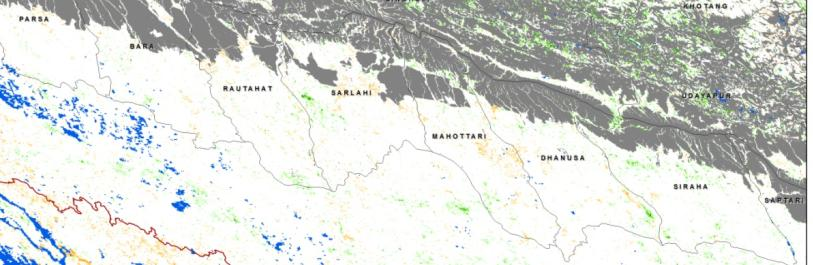 KHOTANG
PARSA
BARA
RAUTAHAT
SARLAHI
UDAYAPUR
MAHOTTARI
DHANUSA
SIRAHA
SAPTARI